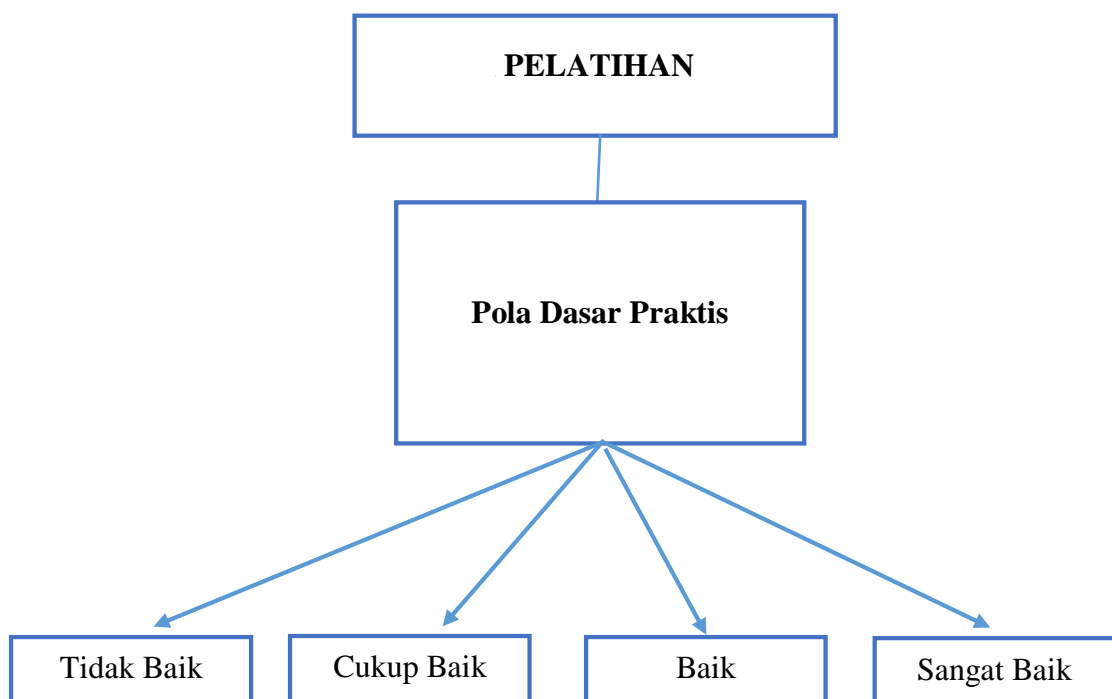 PELATIHAN
Pola Dasar Praktis
Tidak Baik
Cukup Baik
Baik
Sangat Baik